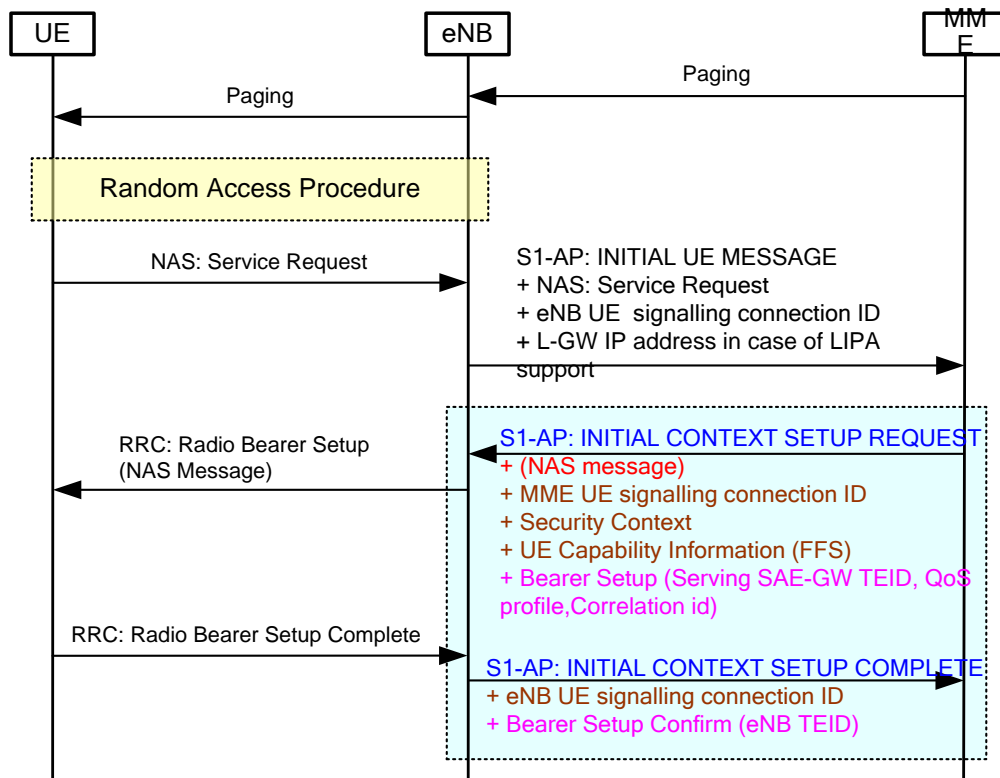 UE
eNB
MM
E
Paging
Paging
Random Access Procedure
NAS: Service Request
S1-AP: INITIAL UE MESSAGE
+ NAS: Service Request
+ eNB UE  signalling connection ID
+ L-GW IP address in case of LIPA
support
RRC: Radio Bearer Setup
(NAS Message)
S1-AP: INITIAL CONTEXT SETUP REQUEST
+ (NAS message)
+ MME UE signalling connection ID
+ Security Context
+ UE Capability Information (FFS)
+ Bearer Setup (Serving SAE-GW TEID, QoS
profile,Correlation id)
RRC: Radio Bearer Setup Complete
S1-AP: INITIAL CONTEXT SETUP COMPLETE
+ eNB UE signalling connection ID
+ Bearer Setup Confirm (eNB TEID)